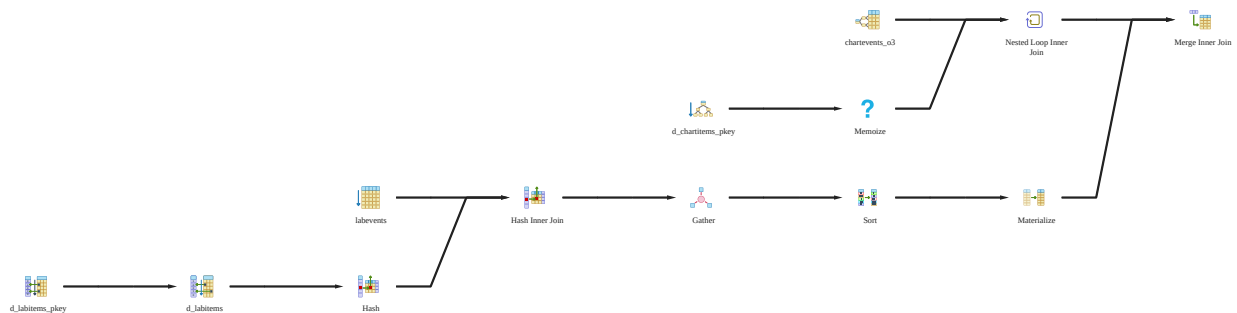 chartevents_o3
Nested Loop Inner
Join
Merge Inner Join
d_chartitems_pkey
?
Memoize
labevents
Hash Inner Join
Gather
Sort
Materialize
d_labitems_pkey
d_labitems
Hash